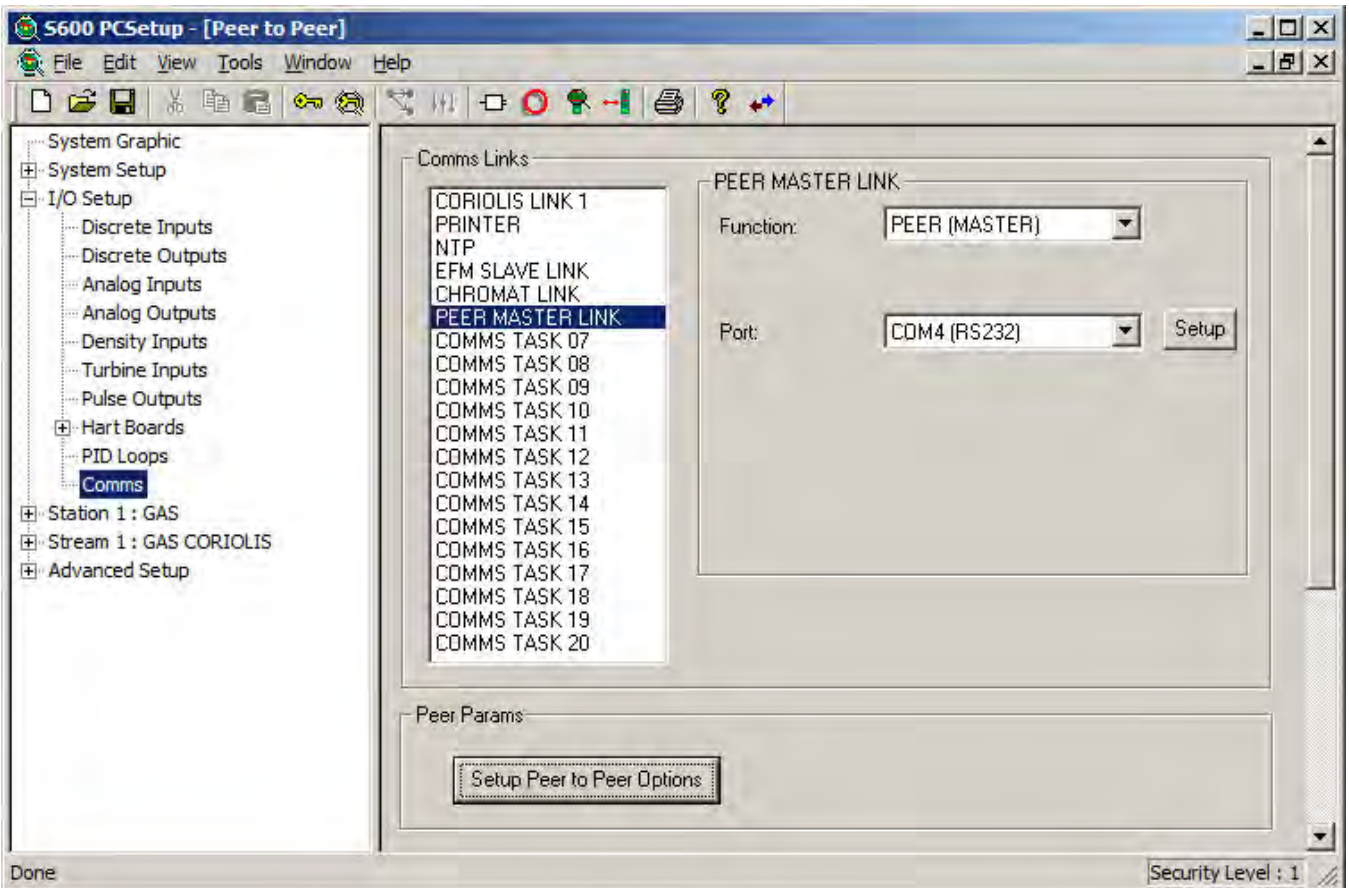 S600 PCSetup - [Peer to Peer]
File Edit View Tools Window Help
System Graphic
System Setup
I/O Setup
Discrete Inputs
Discrete Outputs
Analog Inputs
Analog Outputs
Density Inputs
Turbine Inputs
Pulse Outputs
Hart Boards
PID Loops
Comms
Station 1 : GAS
Stream 1 : GAS CORIOLIS
Advanced Setup
Comms Links
CORIOLIS LINK 1
PRINTER
NTP
EFM SLAVE LINK
CHROMAT LINK
PEER MASTER LINK
COMMS TASK 07
COMMS TASK 08
COMMS TASK 09
COMMS TASK 10
COMMS TASK 11
COMMS TASK 12
COMMS TASK 13
COMMS TASK 14
COMMS TASK 15
COMMS TASK 16
COMMS TASK 17
COMMS TASK 18
COMMS TASK 19
COMMS TASK 20
PEER MASTER LINK
Function: PEER (MASTER)
Port: COM4 (RS232) Setup
Peer Params
Setup Peer to Peer Options
Done Security Level : 1